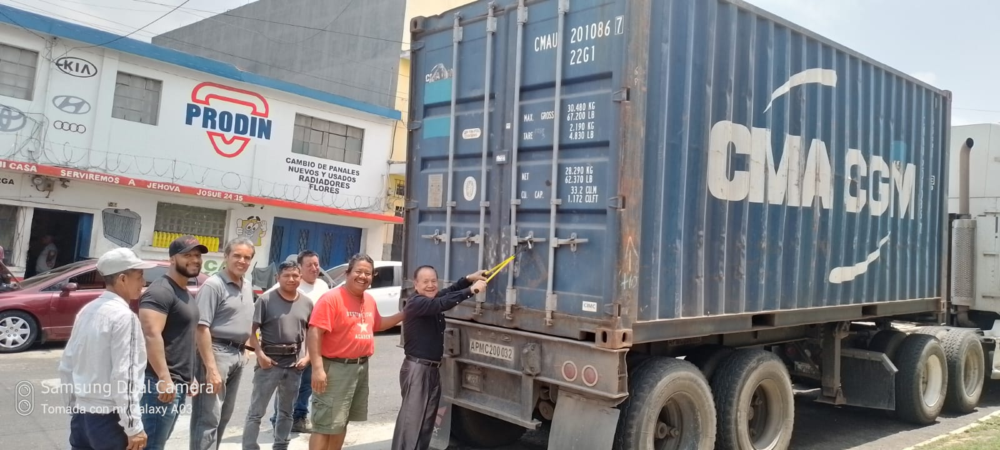 KIA
PRODIN
CAMBIO DE PANALES
NUEVOS Y USADOS
RADIADORES
FLORES
MI CASA SERVIREMOS A JEHOVA JOSUE 24:15
RGA
CMAU 201086 7
22G1
MAX. GROSS 30.480 KG
67.200 LB
TARE 2.190 KG
4.830 LB
NET 28.290 KG
62.370 LB
CU. CAP. 33.2 CU.M
1.172 CU.FT
CIMC
CMA CGM
APMC200 032
ACADEMY
Samsung Dual Camera
Tomada con mi Galaxy A03